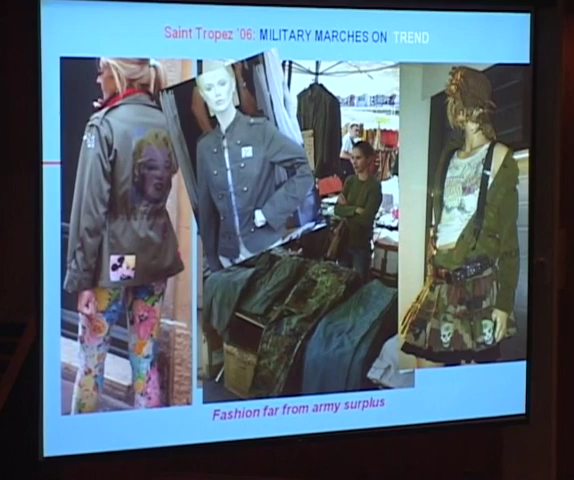 Saint Tropez '06: MILITARY MARCHES ON TREND
Fashion far from army surplus